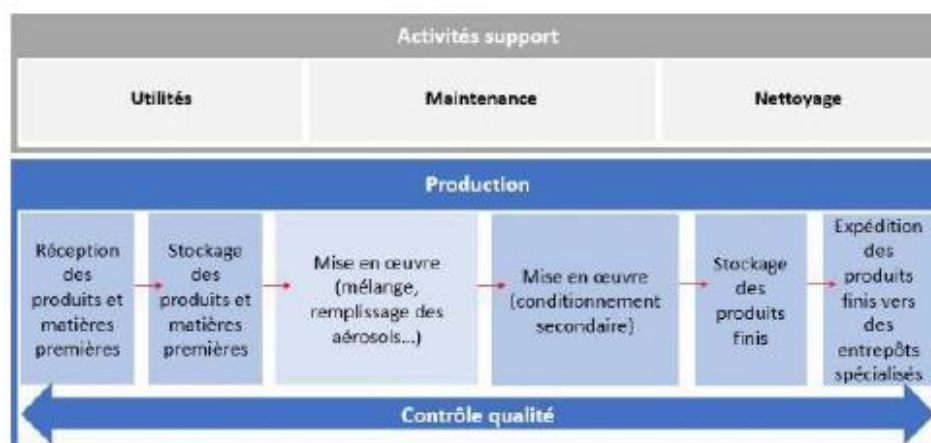 Activités support
Utilités
Maintenance
Nettoyage
Production
Réception
des
produits et
matières
premières
Stockage
des
produits et
matières
premières
Mise en œuvre
(mélange,
remplissage des
aérosols...)
Mise en œuvre
(conditionnement
secondaire)
Stockage
des
produits
finis
Expédition
des
produits
finis vers
des
entrepôts
spécialisés
Contrôle qualité